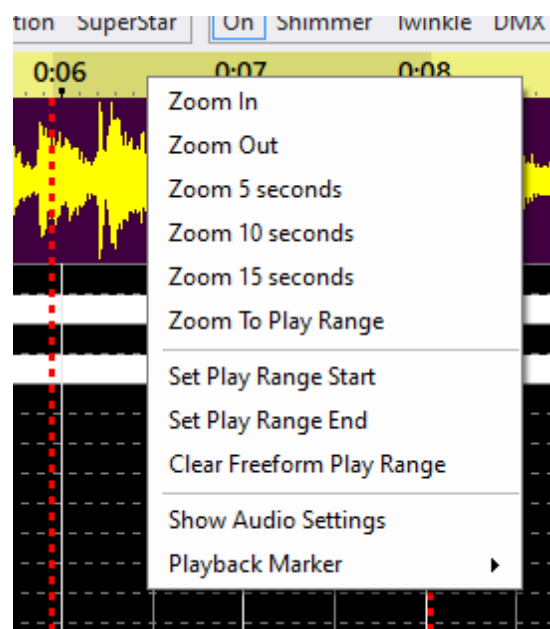 tion SuperStar On Shimmer Twinkle DMX
0:06 0:07 0:08
Zoom In
Zoom Out
Zoom 5 seconds
Zoom 10 seconds
Zoom 15 seconds
Zoom To Play Range
Set Play Range Start
Set Play Range End
Clear Freeform Play Range
Show Audio Settings
Playback Marker